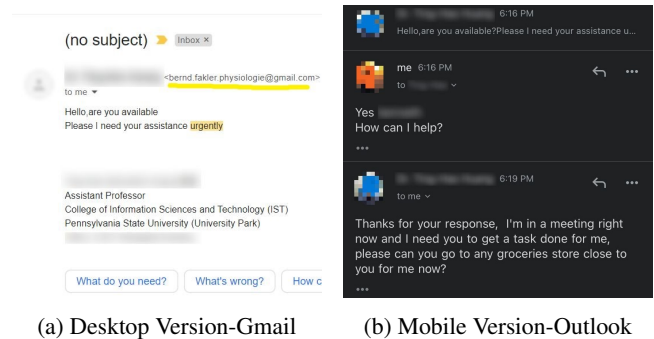 (no subject) Inbox ×
<bernd.fakler.physiologie@gmail.com>
to me
Hello,are you available
Please I need your assistance urgently
Assistant Professor
College of Information Sciences and Technology (IST)
Pennsylvania State University (University Park)
What do you need? What's wrong? How c
(a) Desktop Version-Gmail
6:16 PM
Hello,are you available?Please I need your assistance u...
me 6:16 PM
to
Yes
How can I help?
6:19 PM
to me
Thanks for your response, I'm in a meeting right
now and I need you to get a task done for me,
please can you go to any groceries store close to
you for me now?
(b) Mobile Version-Outlook